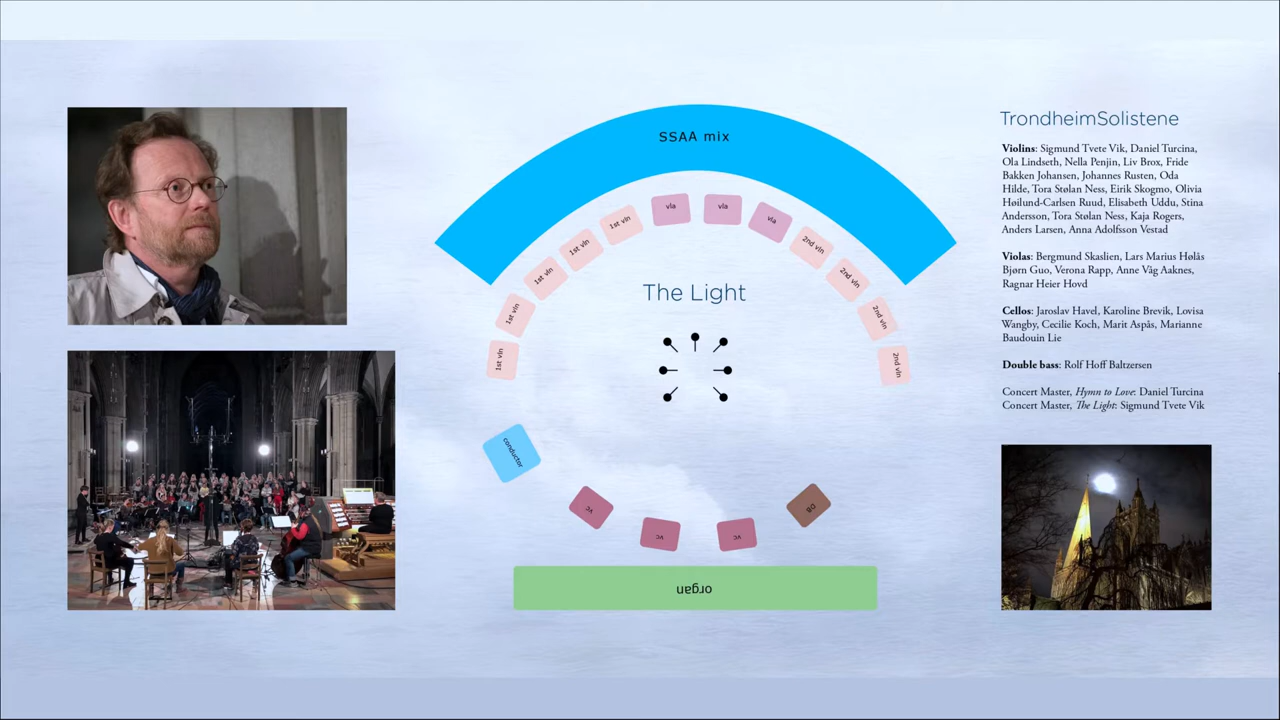 SSAA mix
1st vln
1st vln
1st vln
1st vln
1st vln
vla
vla
vla
2nd vln
2nd vln
2nd vln
2nd vln
The Light
conductor
vc
vc
vc
DB
organ
TrondheimSolistene
Violins: Sigmund Tvete Vik, Daniel Turcina,
Ola Lindseth, Nella Penjin, Liv Brox, Fride
Bakken Johansen, Johannes Rusten, Oda
Hilde, Tora Stølan Ness, Eirik Skogmo, Olivia
Høilund-Carlsen Ruud, Elisabeth Uddu, Stina
Andersson, Tora Stølan Ness, Kaja Rogers,
Anders Larsen, Anna Adolfsson Vestad
Violas: Bergmund Skaslien, Lars Marius Hølås
Bjørn Guo, Verona Rapp, Anne Våg Aaknes,
Ragnar Heier Hovd
Cellos: Jaroslav Havel, Karoline Brevik, Lovisa
Wangby, Cecilie Koch, Marit Aspås, Marianne
Baudouin Lie
Double bass: Rolf Hoff Baltzersen
Concert Master, Hymn to Love: Daniel Turcina
Concert Master, The Light: Sigmund Tvete Vik